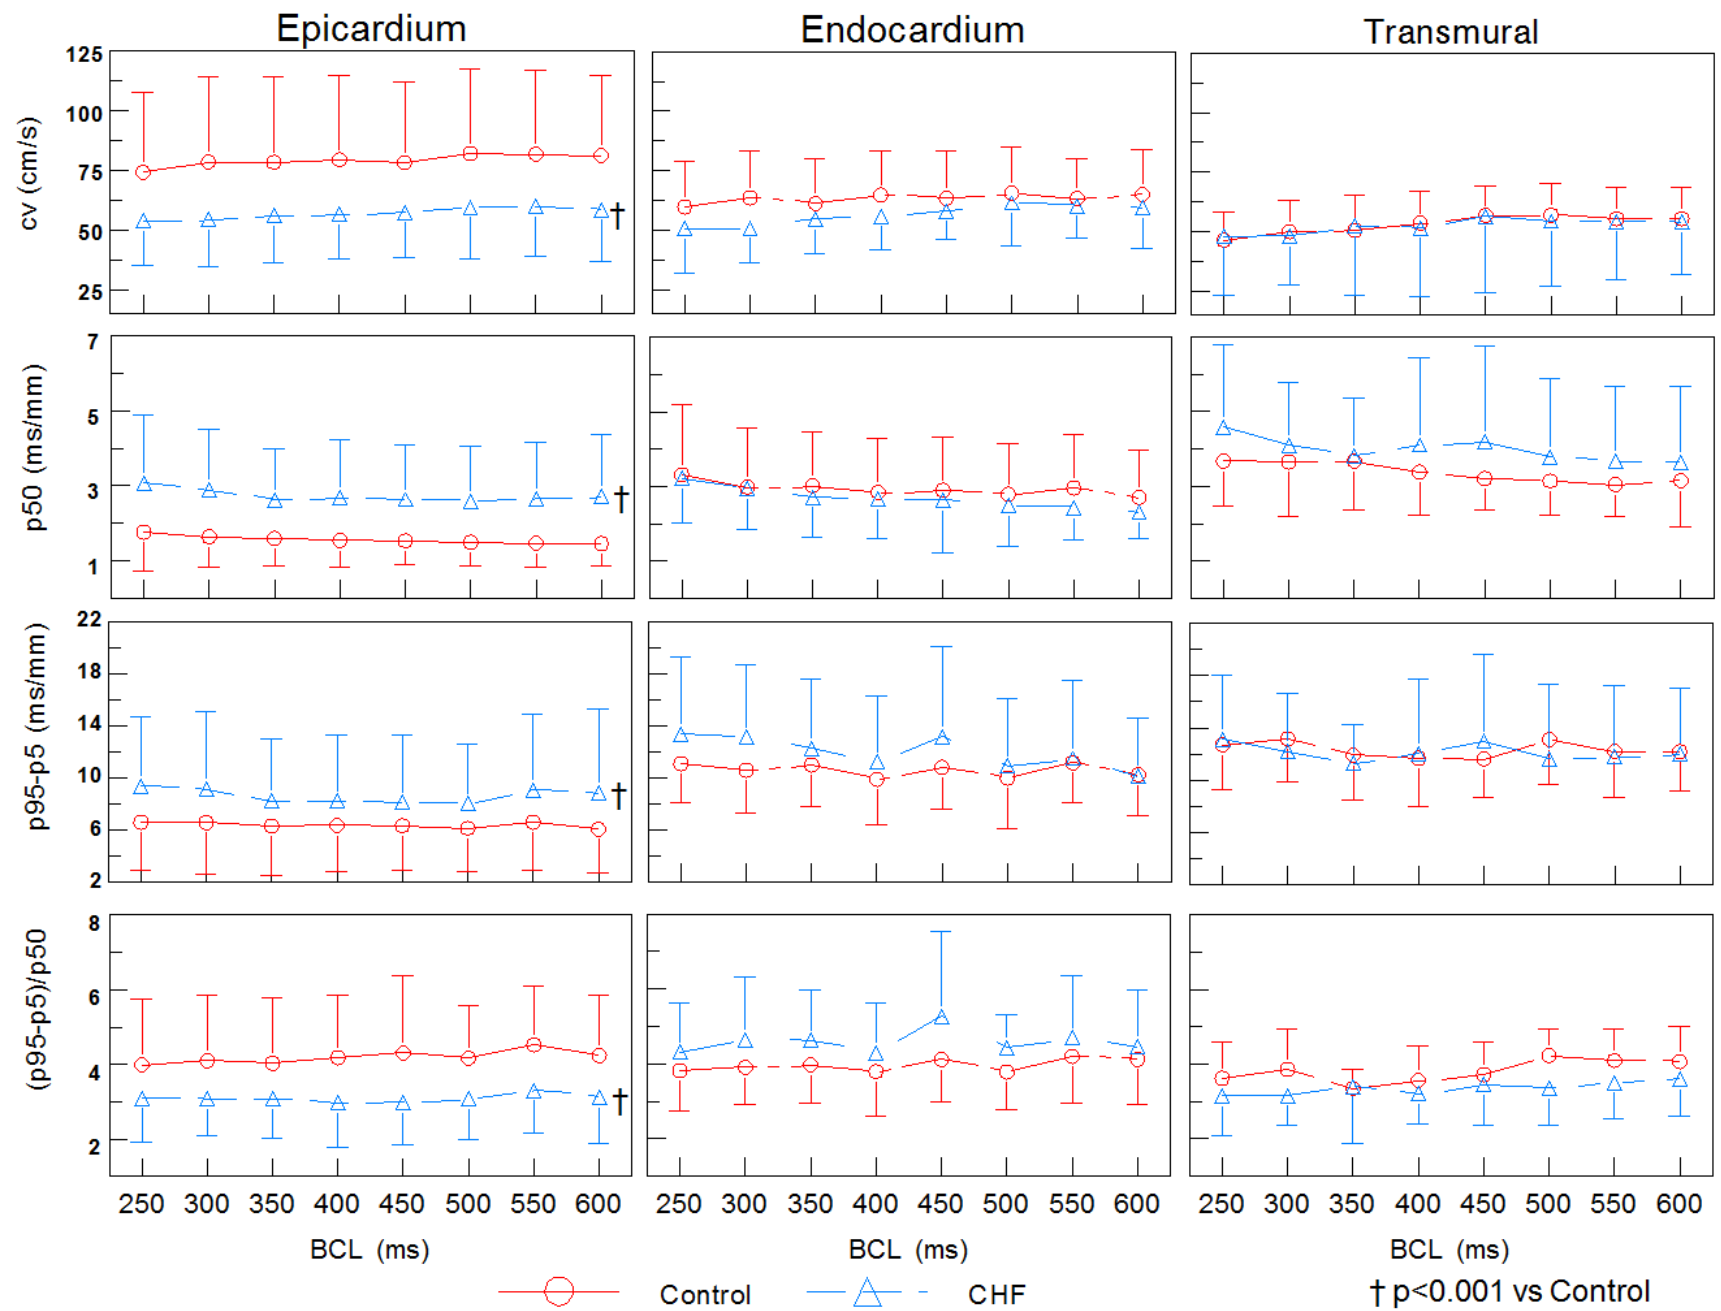 Epicardium Endocardium Transmural
cv (cm/s)
125
100
75
50
25
†
p50 (ms/mm)
7
5
3
1
†
p95-p5 (ms/mm)
22
18
14
10
6
2
†
(p95-p5)/p50
8
6
4
2
†
250 300 350 400 450 500 550 600 250 300 350 400 450 500 550 600 250 300 350 400 450 500 550 600
BCL (ms) BCL (ms) BCL (ms)
Control CHF † p<0.001 vs Control